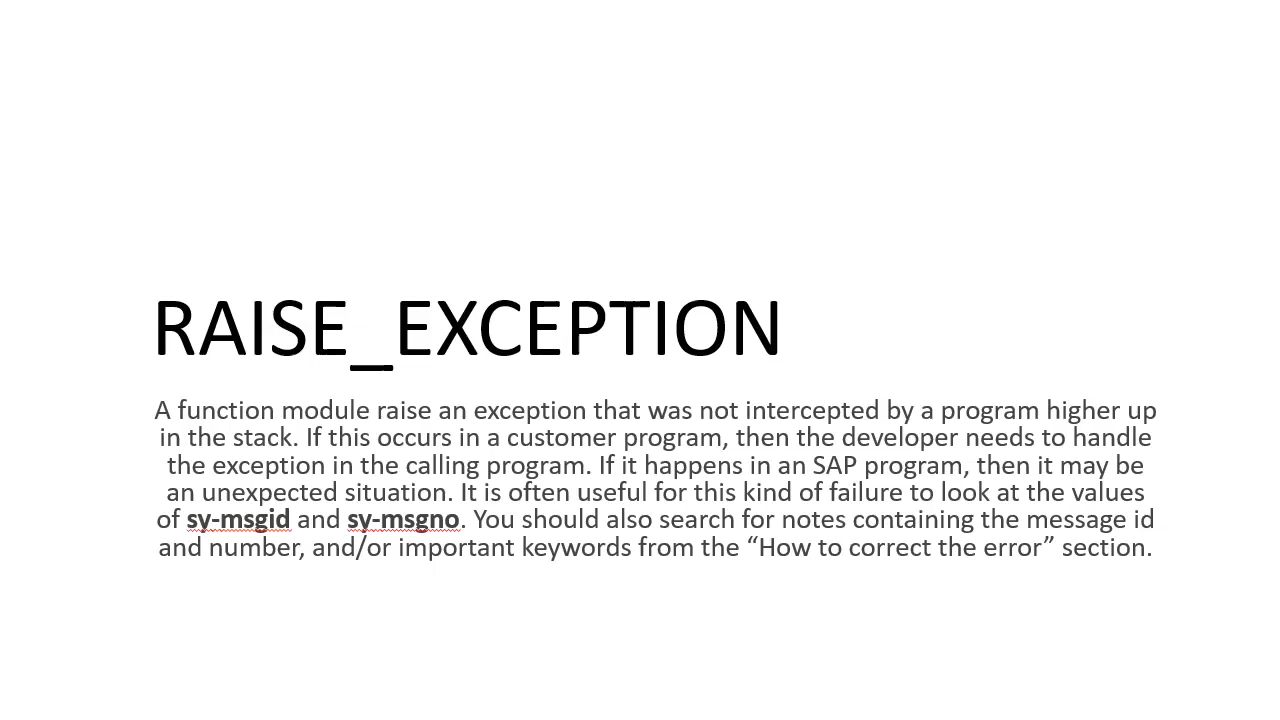 RAISE_EXCEPTION
A function module raise an exception that was not intercepted by a program higher up
in the stack. If this occurs in a customer program, then the developer needs to handle
the exception in the calling program. If it happens in an SAP program, then it may be
an unexpected situation. It is often useful for this kind of failure to look at the values
of sy-msgid and sy-msgno. You should also search for notes containing the message id
and number, and/or important keywords from the “How to correct the error” section.